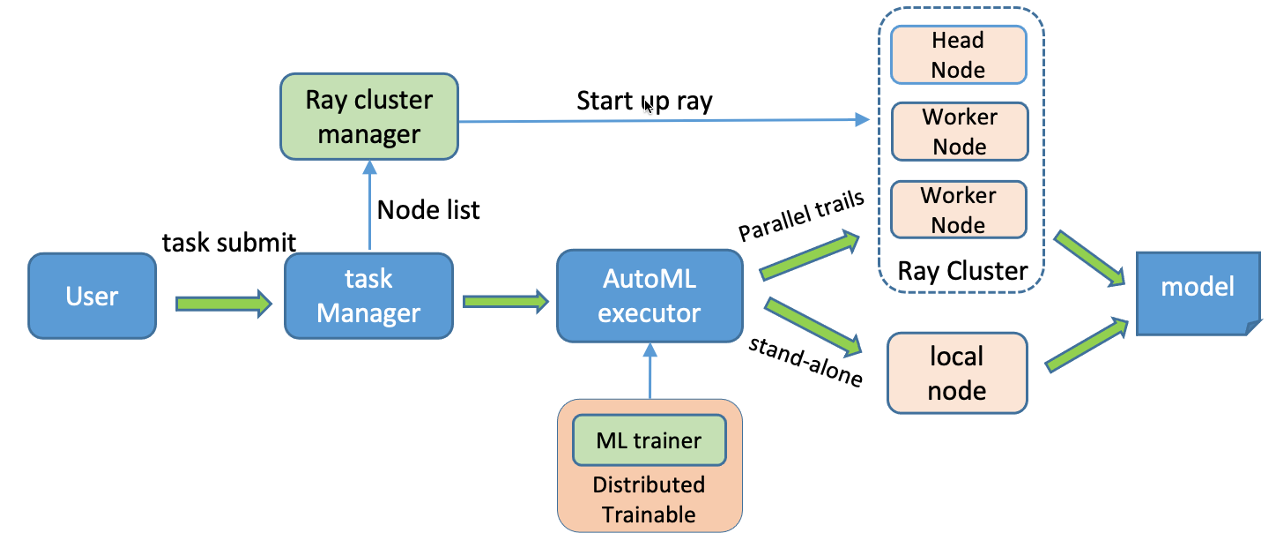 Head
Node
Ray cluster
manager
Start up ray
Worker
Node
Worker
Node
Node list
Parallel trails
task submit
Ray Cluster
User
task
Manager
AutoML
executor
model
stand-alone
local
node
ML trainer
Distributed
Trainable